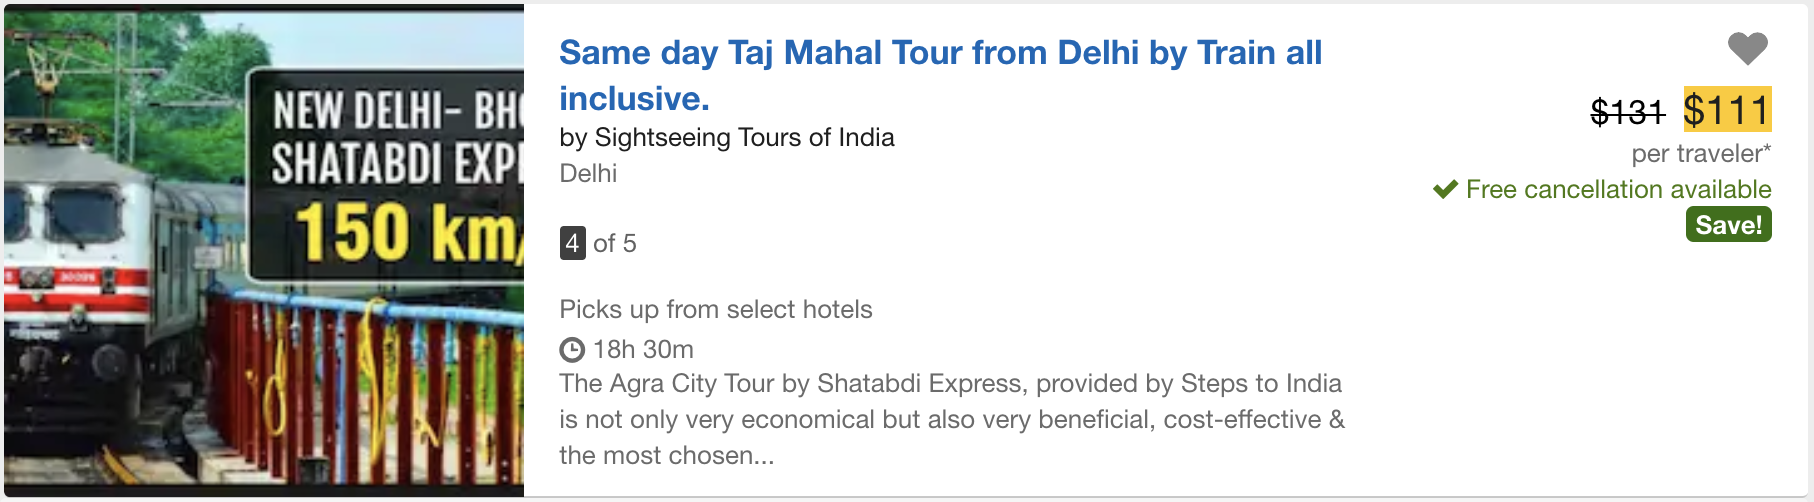 NEW DELHI- BH
SHATABDI EXP
150 km/
Same day Taj Mahal Tour from Delhi by Train all
inclusive.
by Sightseeing Tours of India
Delhi
4 of 5
Picks up from select hotels
18h 30m
The Agra City Tour by Shatabdi Express, provided by Steps to India
is not only very economical but also very beneficial, cost-effective &
the most chosen...
$131 $111
per traveler*
Free cancellation available
Save!